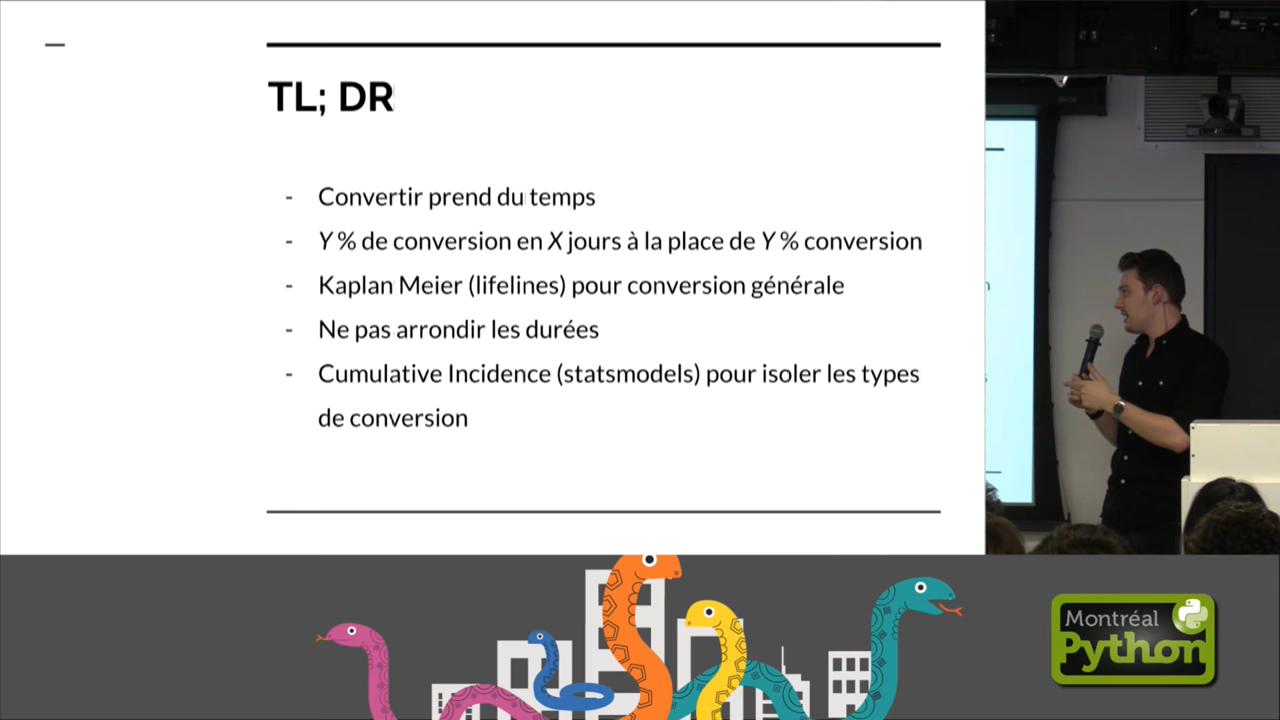 TL; DR
- Convertir prend du temps
- Y % de conversion en X jours à la place de Y % conversion
- Kaplan Meier (lifelines) pour conversion générale
- Ne pas arrondir les durées
- Cumulative Incidence (statsmodels) pour isoler les types
de conversion
Montréal
Python